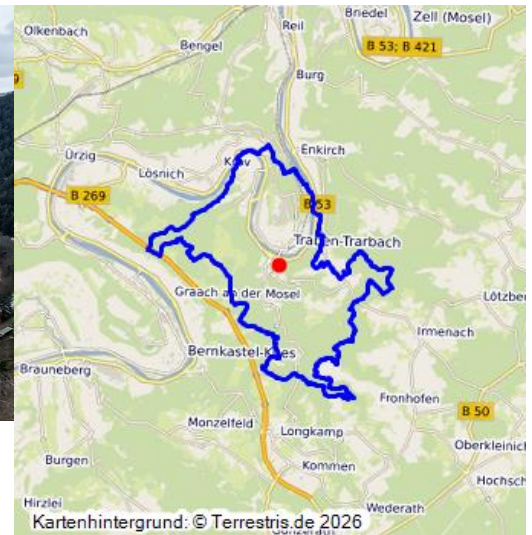 Briedel
Zell (Mosel)
Olkenbach
Reil
Bengel
B 53; B 421
9
Burg
Ürzig
Enkirch
Lösnich
Kröv
B 269
B 53
Traben-Trarbach
Graach an der Mosel
Lötzbe
Irmenach
Bernkastel-Kues
Brauneberg
Fronhofen
B 50
Monzelfeld
Longkamp
Oberkleinich
Burgen
Kommen
Hochsch
Hirzlei
Wederath
Kartenhintergrund: © Terrestris.de 2026